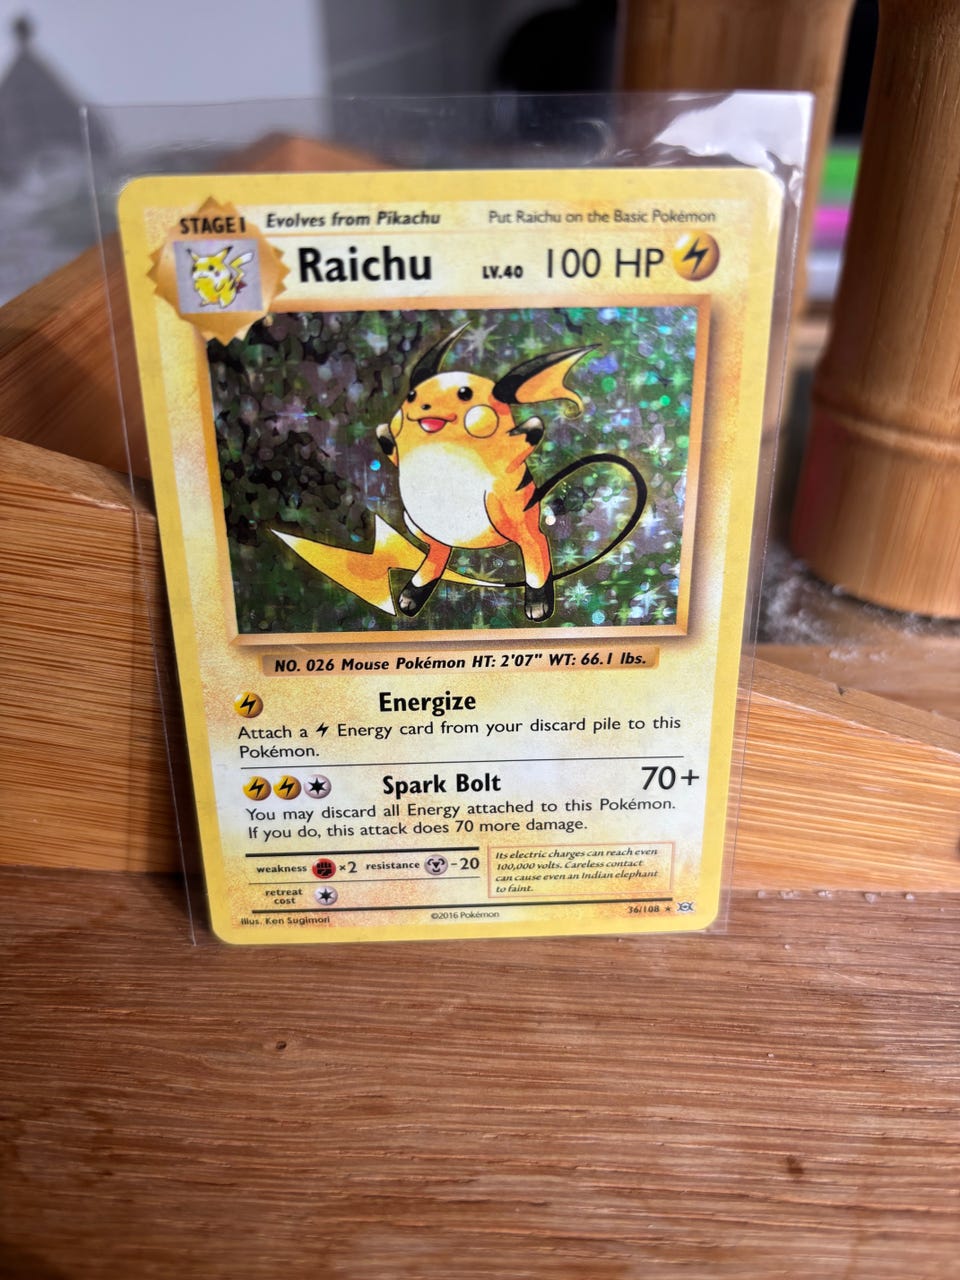 STAGE 1 Evolves from Pikachu Put Raichu on the Basic Pokémon
Raichu LV.40 100 HP
NO. 026 Mouse Pokémon HT: 2'07" WT: 66.1 lbs.
Energize
Attach a Energy card from your discard pile to this
Pokémon.
Spark Bolt 70+
You may discard all Energy attached to this Pokémon.
If you do, this attack does 70 more damage.
weakness ×2 resistance -20
retreat
cost
Its electric charges can reach even
100,000 volts. Careless contact
can cause even an Indian elephant
to faint.
Illus. Ken Sugimori ©2016 Pokémon 36/108 ★